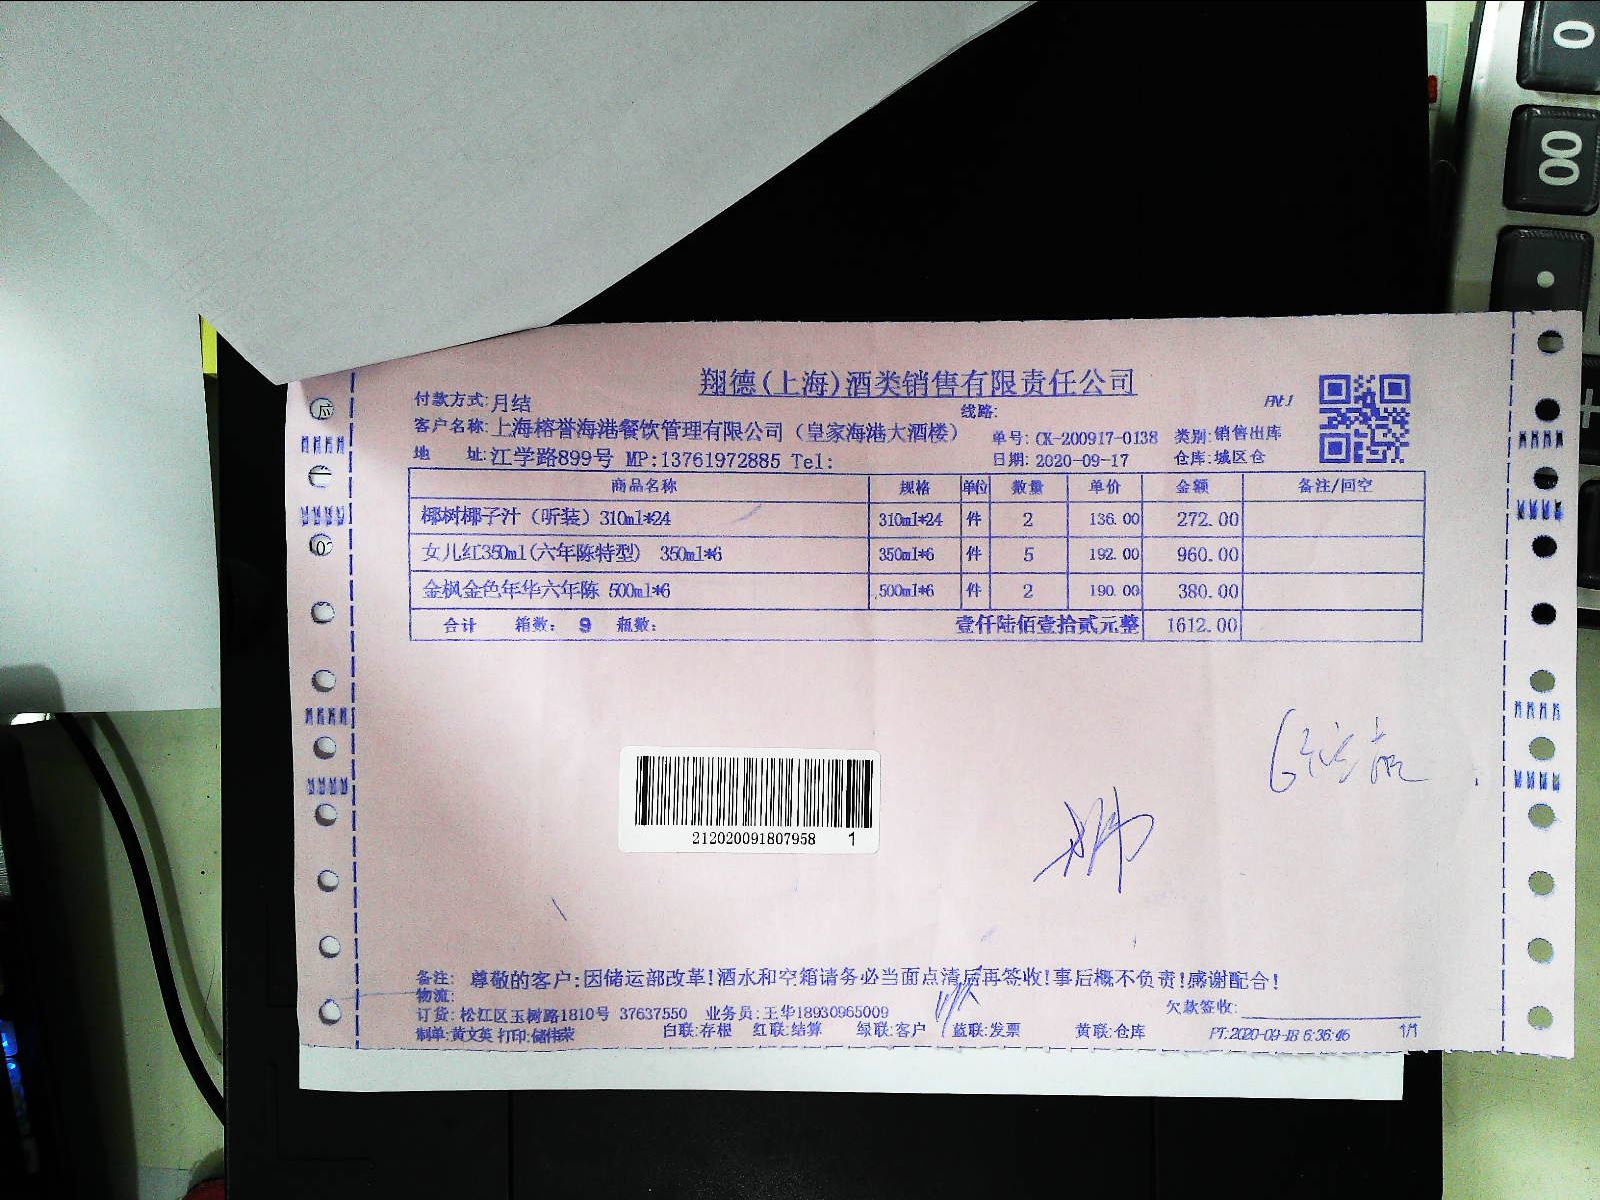 翔德(上海)酒类销售有限责任公司
付款方式:月结
线路:
客户名称:上海榕誉海港餐饮管理有限公司（皇家海港大酒楼）
单号:CK-200917-0138 类别:销售出库
地 址:江学路899号 MP:13761972885 Tel:
日期:2020-09-17 仓库:城区仓
商品名称 规格 单位 数量 单价 金额 备注/回空
椰树椰子汁（听装）310ml*24 310ml*24 件 2 136.00 272.00
女儿红350ml(六年陈特型) 350ml*6 350ml*6 件 5 192.00 960.00
金枫金色年华六年陈 500ml*6 500ml*6 件 2 190.00 380.00
合计 箱数: 9 瓶数: 壹仟陆佰壹拾贰元整 1612.00
212020091807958 1
备注: 尊敬的客户:因储运部改革!酒水和空箱请务必当面点清后再签收!事后概不负责!感谢配合!
物流:
订货:松江区玉树路1810号 37637550 业务员:王华18930965009
欠款签收:
制单:黄文英 打印:储伟荣 白联:存根 红联:结算 绿联:客户 蓝联:发票 黄联:仓库 PT:2020-09-18 6:36:46 1/1
0
00